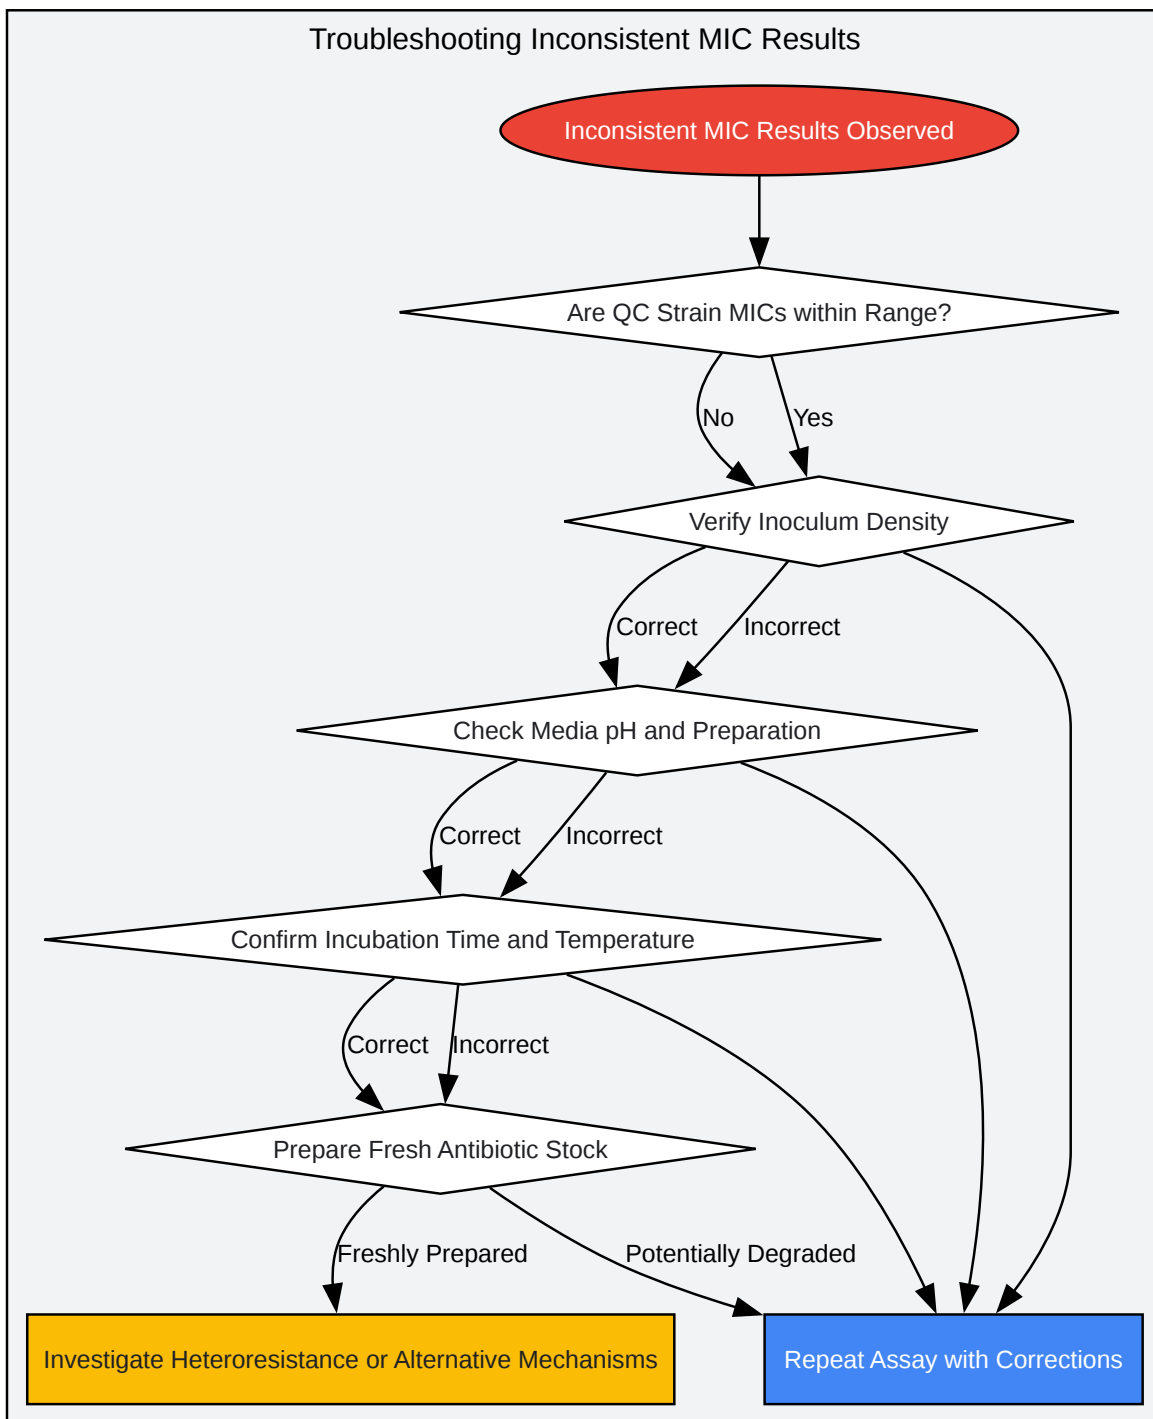 Troubleshooting Inconsistent MIC Results
Inconsistent MIC Results Observed
Are QC Strain MICs within Range?
No
Yes
Verify Inoculum Density
Correct
Incorrect
Check Media pH and Preparation
Correct
Incorrect
Confirm Incubation Time and Temperature
Correct
Incorrect
Prepare Fresh Antibiotic Stock
Freshly Prepared
Potentially Degraded
Investigate Heteroresistance or Alternative Mechanisms
Repeat Assay with Corrections